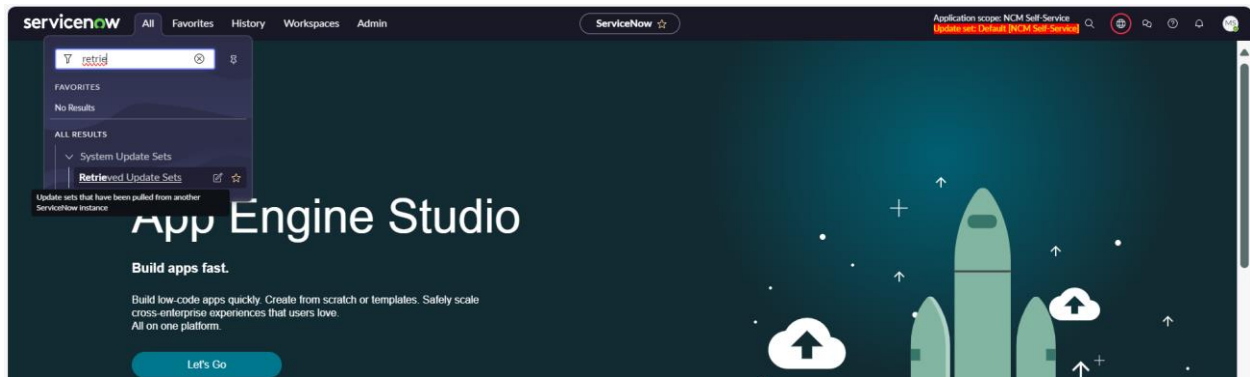 servicenow All Favorites History Workspaces Admin ServiceNow Application scope: NCM Self-Service
Update set: Default [NCM Self-Service]
MS
retrie
FAVORITES
No Results
ALL RESULTS
System Update Sets
Retrieved Update Sets
Update sets that have been pulled from another
ServiceNow instance
App Engine Studio
Build apps fast.
Build low-code apps quickly. Create from scratch or templates. Safely scale
cross-enterprise experiences that users love.
All on one platform.
Let's Go